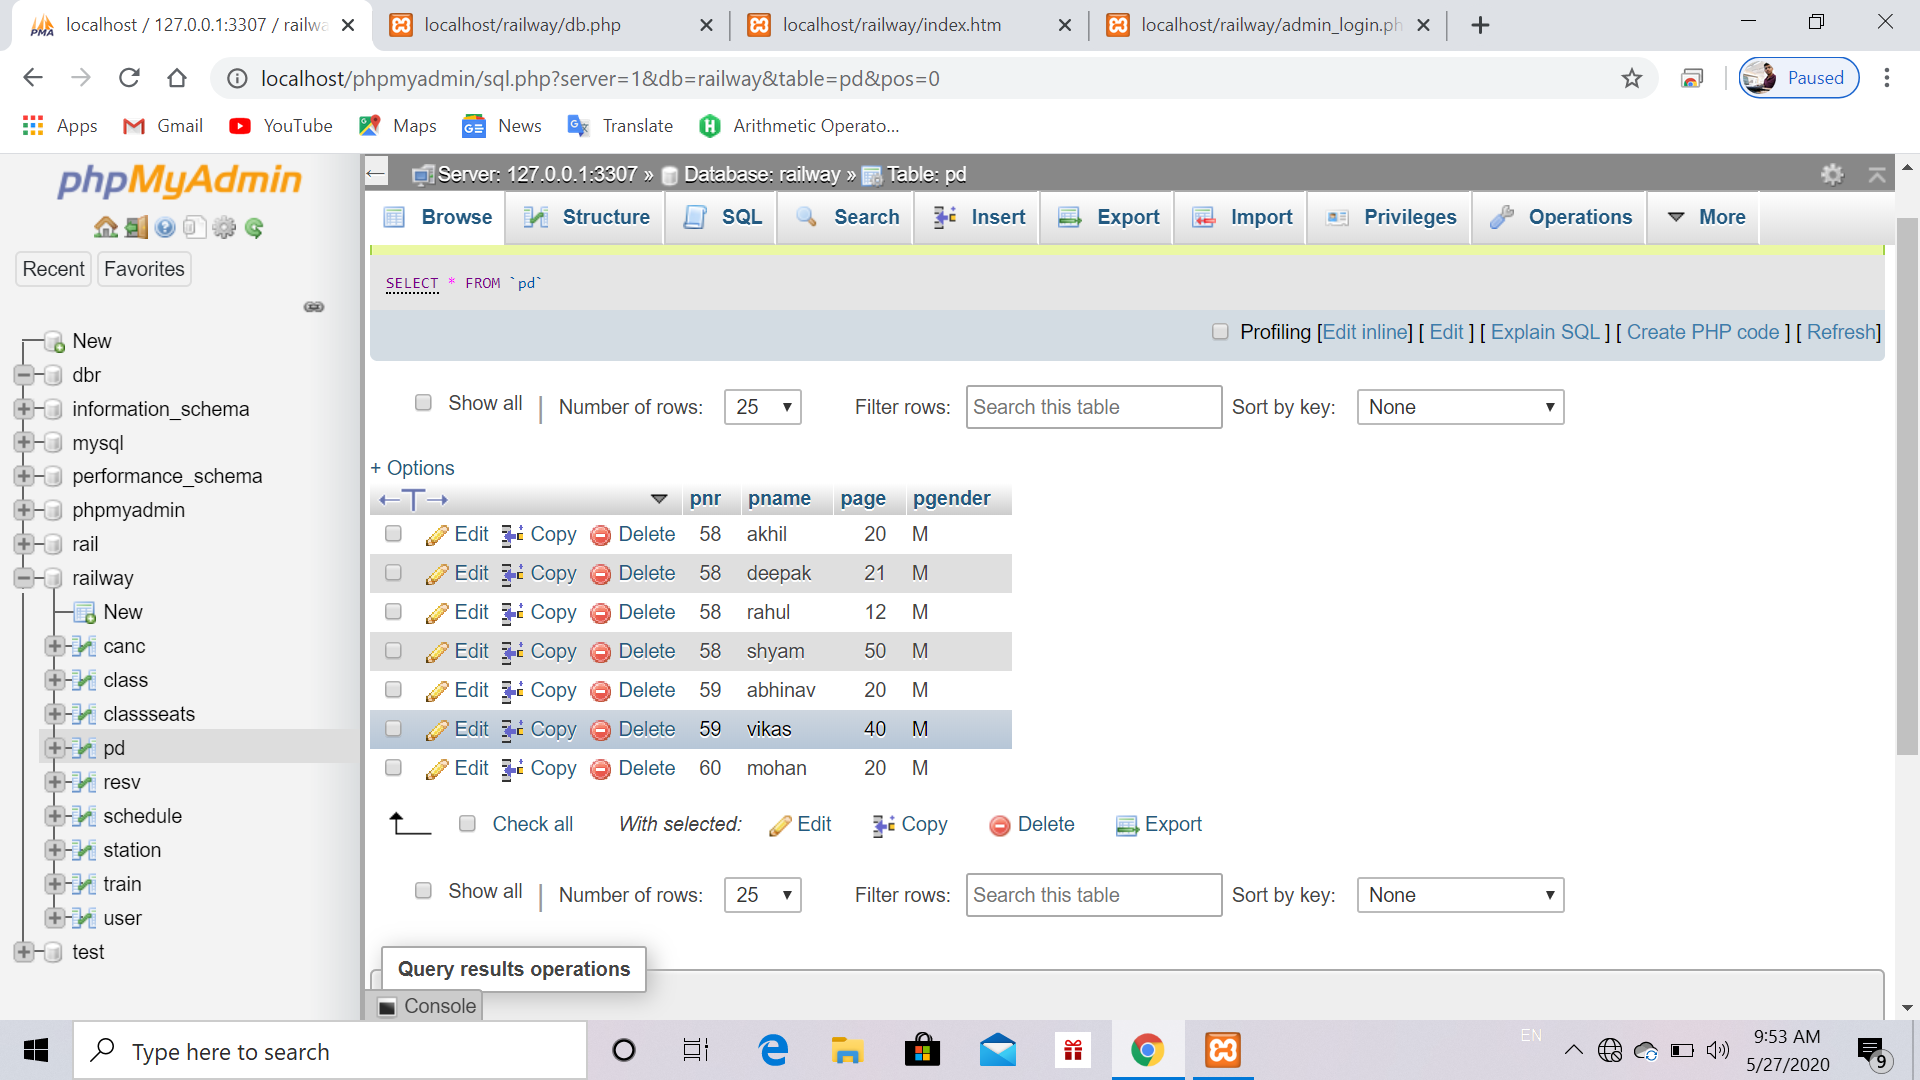 localhost / 127.0.0.1:3307 / railwa
localhost/railway/db.php
localhost/railway/index.htm
localhost/railway/admin_login.ph
localhost/phpmyadmin/sql.php?server=1&db=railway&table=pd&pos=0
Paused
Apps Gmail YouTube Maps News Translate Arithmetic Operato...
phpMyAdmin
Recent Favorites
New
dbr
information_schema
mysql
performance_schema
phpmyadmin
rail
railway
New
canc
class
classseats
pd
resv
schedule
station
train
user
test
Server: 127.0.0.1:3307 » Database: railway » Table: pd
Browse Structure SQL Search Insert Export Import Privileges Operations More
SELECT * FROM `pd`
Profiling [Edit inline] [ Edit ] [ Explain SQL ] [ Create PHP code ] [ Refresh]
Show all Number of rows: 25 Filter rows: Search this table Sort by key: None
+ Options
pnr pname page pgender
Edit Copy Delete 58 akhil 20 M
Edit Copy Delete 58 deepak 21 M
Edit Copy Delete 58 rahul 12 M
Edit Copy Delete 58 shyam 50 M
Edit Copy Delete 59 abhinav 20 M
Edit Copy Delete 59 vikas 40 M
Edit Copy Delete 60 mohan 20 M
Check all With selected: Edit Copy Delete Export
Show all Number of rows: 25 Filter rows: Search this table Sort by key: None
Query results operations
Console
Type here to search
EN
9:53 AM
5/27/2020
9